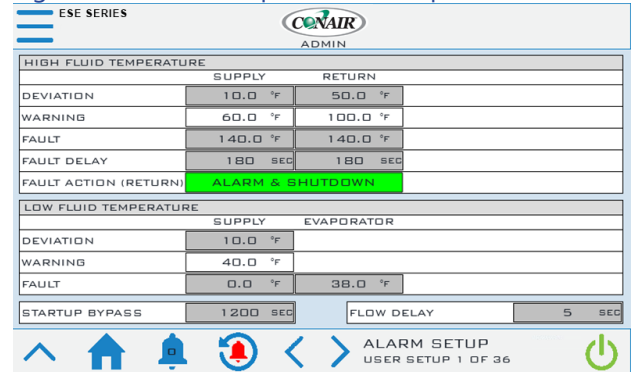 ESE SERIES
CONAIR
ADMIN
HIGH FLUID TEMPERATURE
SUPPLY RETURN
DEVIATION 10.0 °F 50.0 °F
WARNING 60.0 °F 100.0 °F
FAULT 140.0 °F 140.0 °F
FAULT DELAY 180 SEC 180 SEC
FAULT ACTION (RETURN) ALARM & SHUTDOWN
LOW FLUID TEMPERATURE
SUPPLY EVAPORATOR
DEVIATION 10.0 °F
WARNING 40.0 °F
FAULT 0.0 °F 38.0 °F
STARTUP BYPASS 1200 SEC FLOW DELAY 5 SEC
0
ALARM SETUP
USER SETUP 1 OF 36